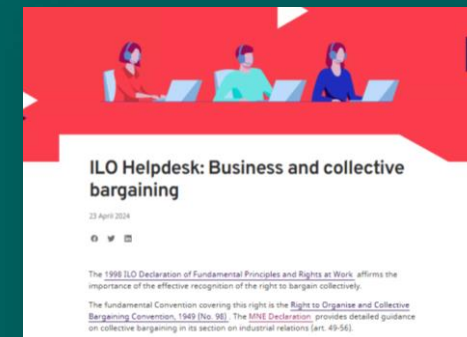 ILO Helpdesk: Business and collective
bargaining
23 April 2024
The 1998 ILO Declaration of Fundamental Principles and Rights at Work affirms the
importance of the effective recognition of the right to bargain collectively.
The fundamental Convention covering this right is the Right to Organise and Collective
Bargaining Convention, 1949 (No. 98). The MNE Declaration provides detailed guidance
on collective bargaining in its section on industrial relations (art. 49-56).